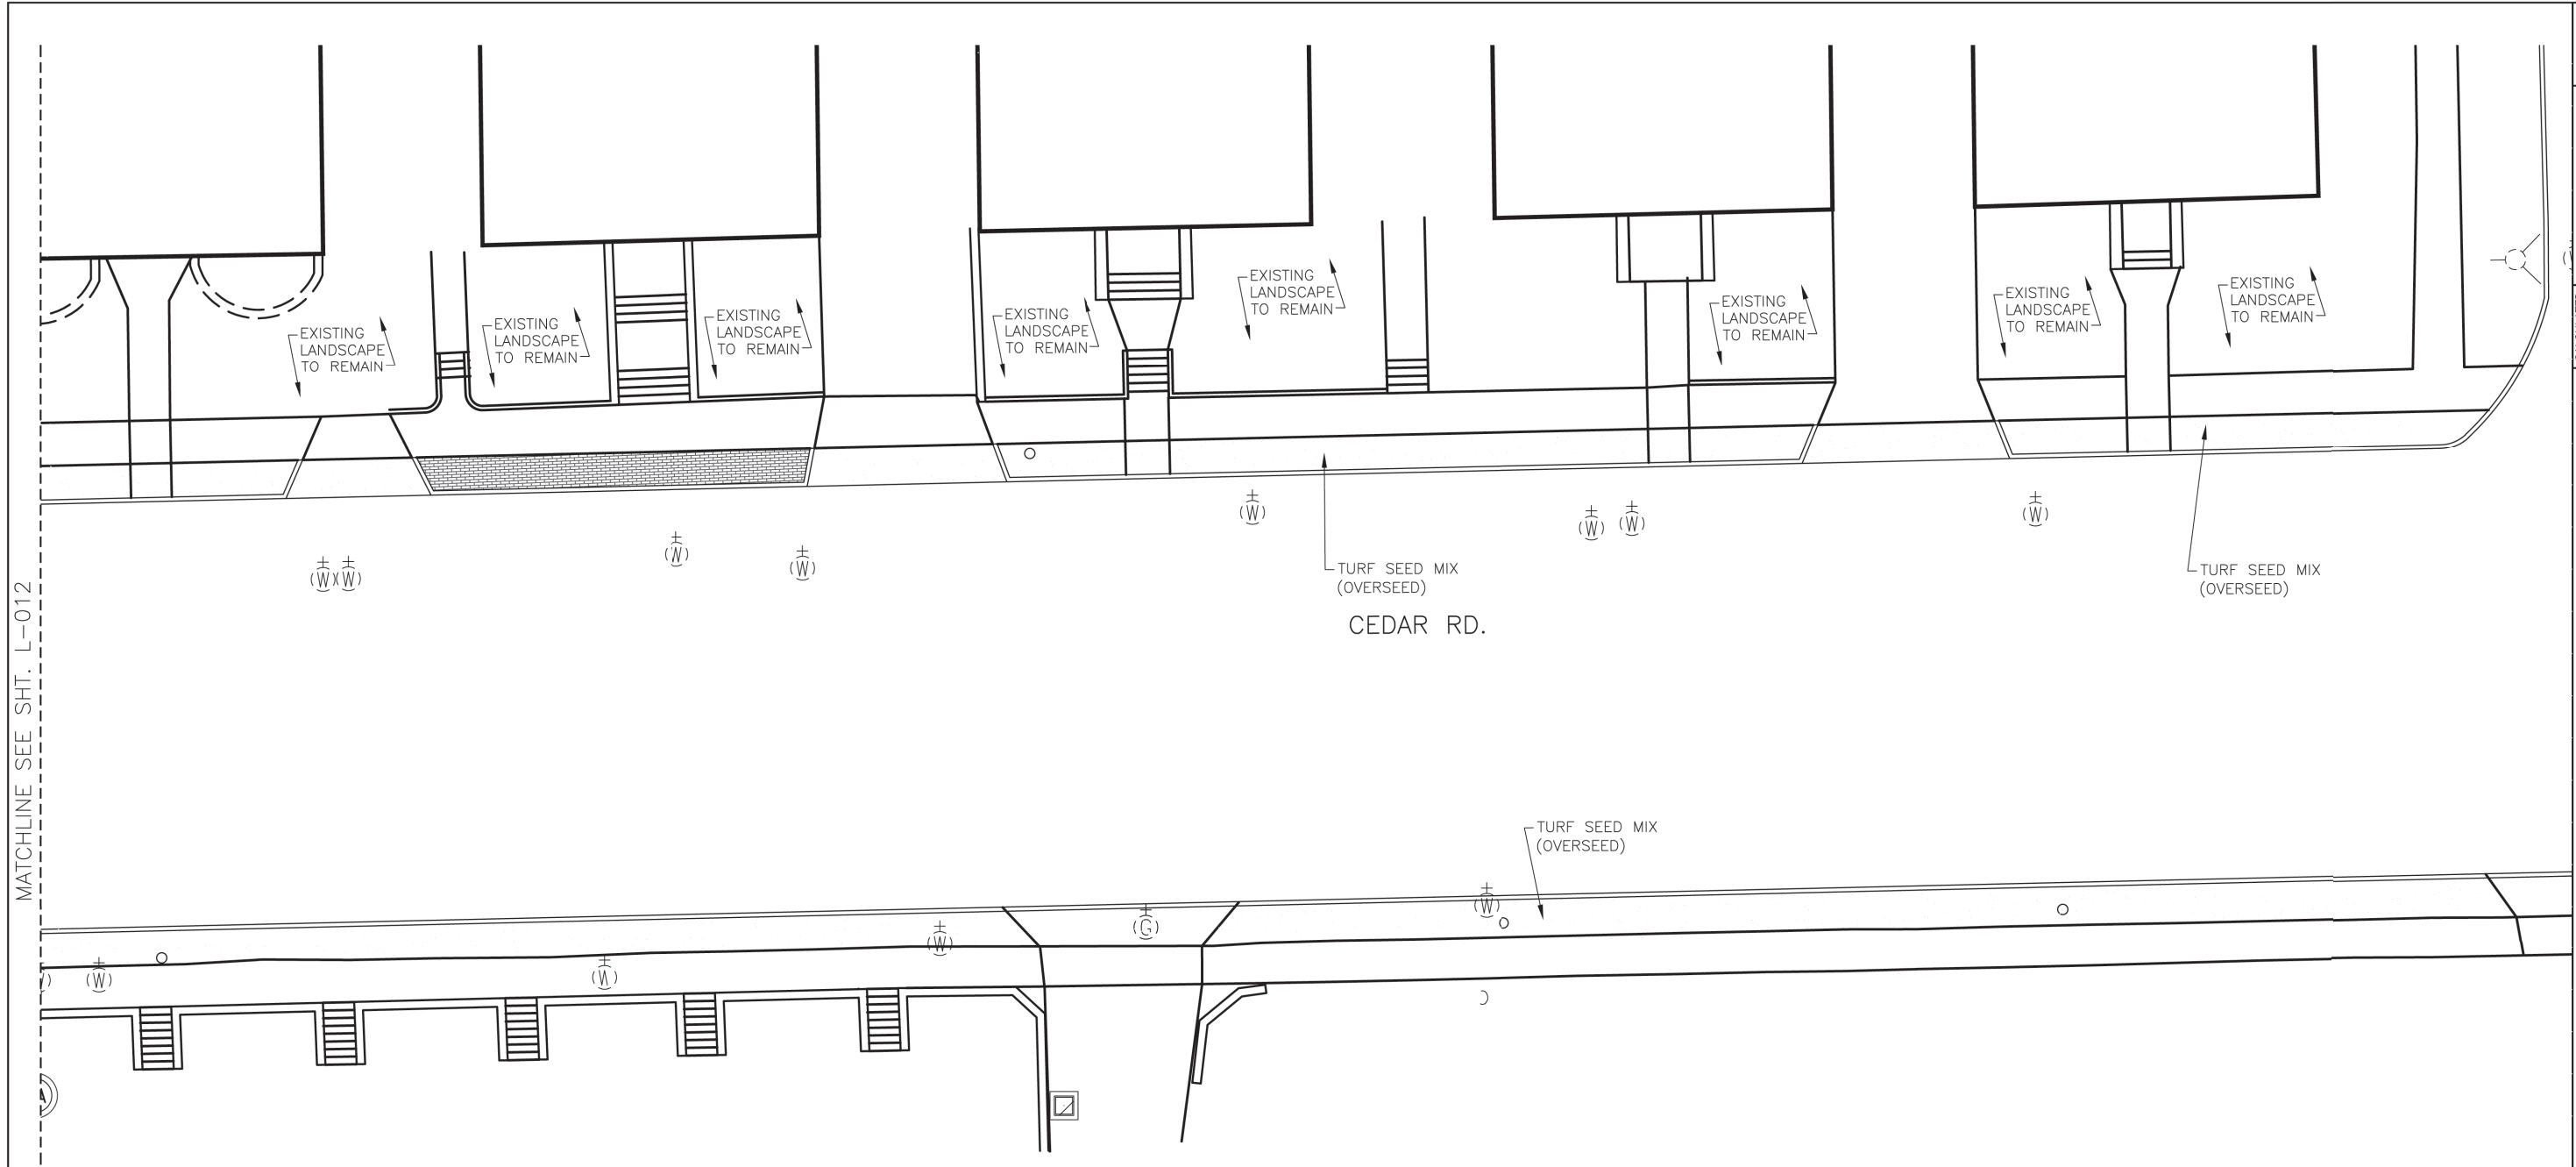 EXISTING
LANDSCAPE
TO REMAIN
EXISTING
LANDSCAPE
TO REMAIN
EXISTING
LANDSCAPE
TO REMAIN
EXISTING
LANDSCAPE
TO REMAIN
EXISTING
LANDSCAPE
TO REMAIN
EXISTING
LANDSCAPE
TO REMAIN
EXISTING
LANDSCAPE
TO REMAIN
EXISTING
LANDSCAPE
TO REMAIN
(W)
(W)
(W)
(W)
(W)
(W)
(W)
(W)
(W)
TURF SEED MIX
(OVERSEED)
TURF SEED MIX
(OVERSEED)
CEDAR RD.
MATCHLINE SEE SHT. L-012
TURF SEED MIX
(OVERSEED)
(W)
(G)
(W)
(W)
(W)